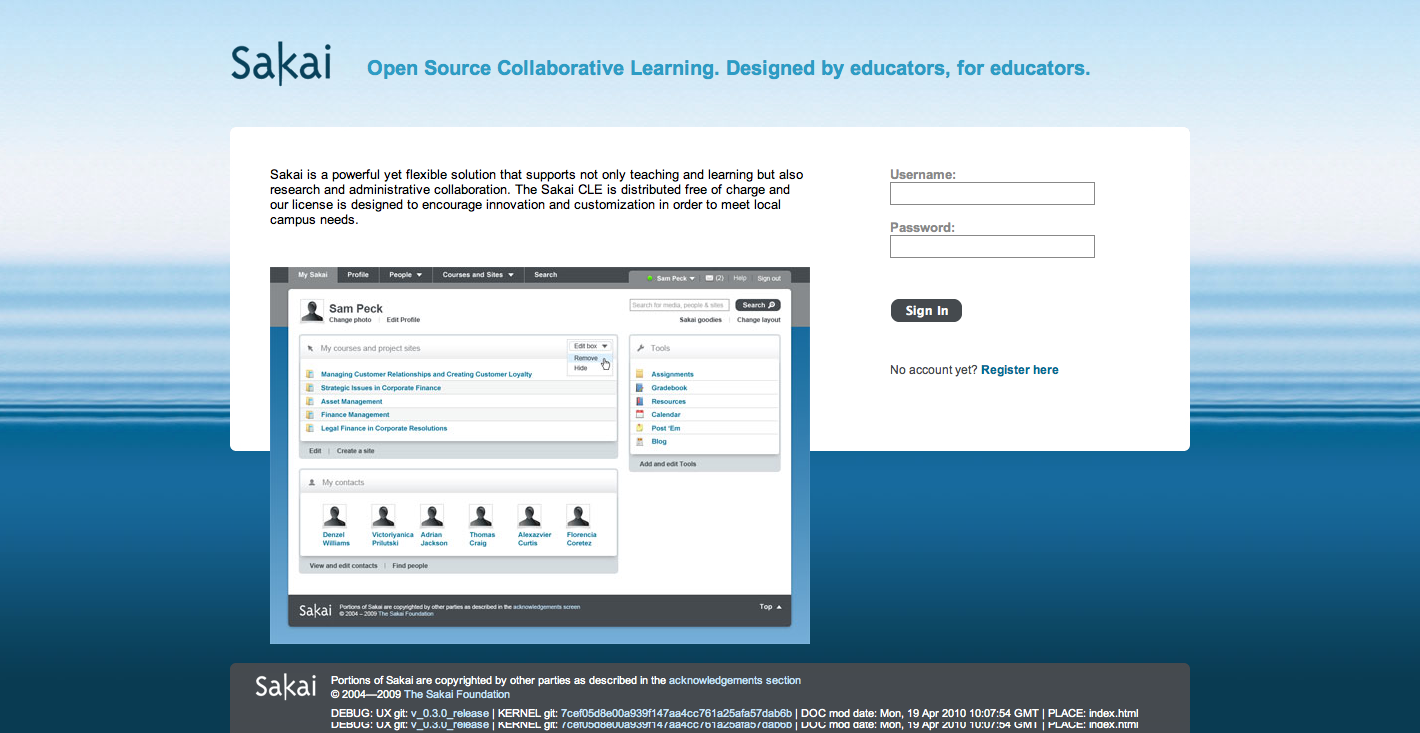 Sakai
Open Source Collaborative Learning. Designed by educators, for educators.
Sakai is a powerful yet flexible solution that supports not only teaching and learning but also
research and administrative collaboration. The Sakai CLE is distributed free of charge and
our license is designed to encourage innovation and customization in order to meet local
campus needs.
Username:
Password:
Sign In
No account yet? Register here
My Sakai Profile People Courses and Sites Search
Sam Peck (2) Help Sign out
Sam Peck
Change photo Edit Profile
Search for media, people & sites Search
Sakai goodies Change layout
My courses and project sites
Edit box
Remove
Hide
Managing Customer Relationships and Creating Customer Loyalty
Strategic Issues in Corporate Finance
Asset Management
Finance Management
Legal Finance in Corporate Resolutions
Edit | Create a site
Tools
Assignments
Gradebook
Resources
Calendar
Post 'Em
Blog
Add and edit Tools
My contacts
Denzel Williams
Victoriyanica Prilutski
Adrian Jackson
Thomas Craig
Alexazvier Curtis
Florencia Coretez
View and edit contacts | Find people
Sakai
Portions of Sakai are copyrighted by other parties as described in the acknowledgements screen
© 2004 – 2009 The Sakai Foundation
Top
Sakai
Portions of Sakai are copyrighted by other parties as described in the acknowledgements section
© 2004—2009 The Sakai Foundation
DEBUG: UX git: v_0.3.0_release | KERNEL git: 7cef05d8e00a939f147aa4cc761a25afa57dab6b | DOC mod date: Mon, 19 Apr 2010 10:07:54 GMT | PLACE: index.html
DEBUG: UX git: v_0.3.0_release | KERNEL git: 7cef05d8e00a939f147aa4cc761a25afa57dab6b | DOC mod date: Mon, 19 Apr 2010 10:07:54 GMT | PLACE: index.html